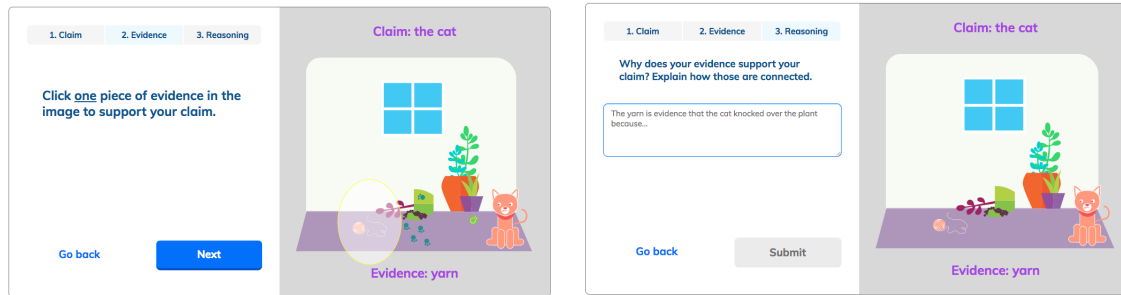 1. Claim
2. Evidence
3. Reasoning
Click one piece of evidence in the
image to support your claim.
Go back
Next
Claim: the cat
Evidence: yarn
1. Claim
2. Evidence
3. Reasoning
Why does your evidence support your
claim? Explain how those are connected.
The yarn is evidence that the cat knocked over the plant
because...
Go back
Submit
Claim: the cat
Evidence: yarn